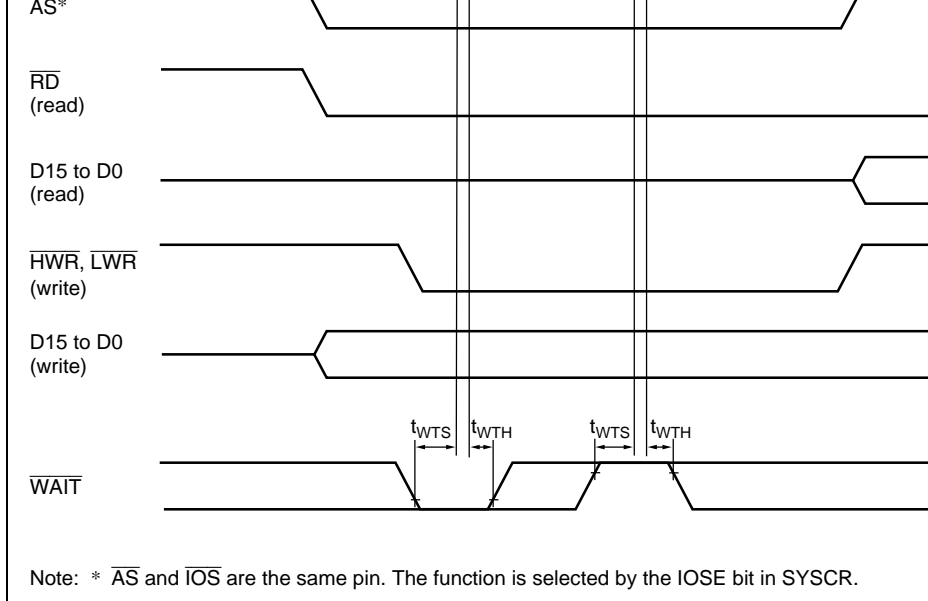 AS*
RD
(read)
D15 to D0
(read)
HWR, LWR
(write)
D15 to D0
(write)
tWTS tWTH tWTS tWTH
WAIT
Note: * AS and IOS are the same pin. The function is selected by the IOSE bit in SYSCR.